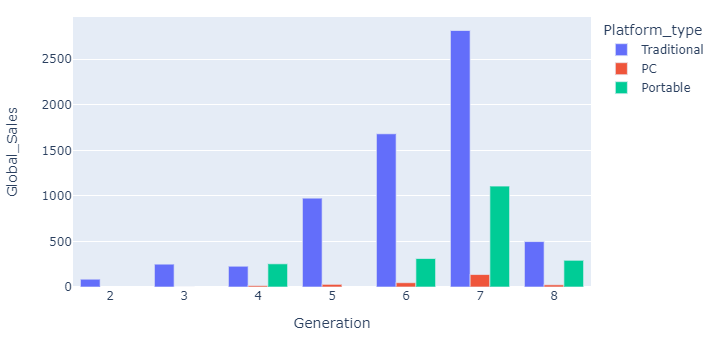 Platform_type
Traditional
PC
Portable
Global_Sales
2500
2000
1500
1000
500
0
2 3 4 5 6 7 8
Generation